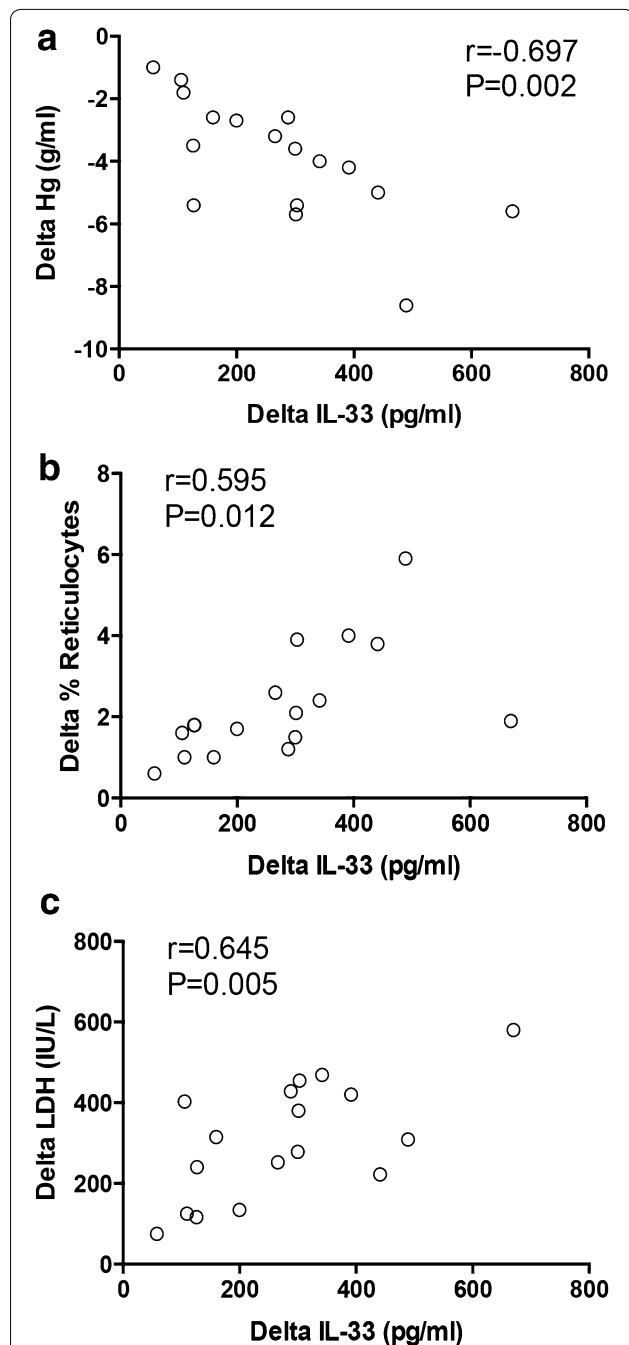 a
r=-0.697
P=0.002
Delta Hg (g/ml)
0
-2
-4
-6
-8
-10
0 200 400 600 800
Delta IL-33 (pg/ml)
b
r=0.595
P=0.012
Delta % Reticulocytes
8
6
4
2
0
0 200 400 600 800
Delta IL-33 (pg/ml)
c
r=0.645
P=0.005
Delta LDH (IU/L)
800
600
400
200
0
0 200 400 600 800
Delta IL-33 (pg/ml)